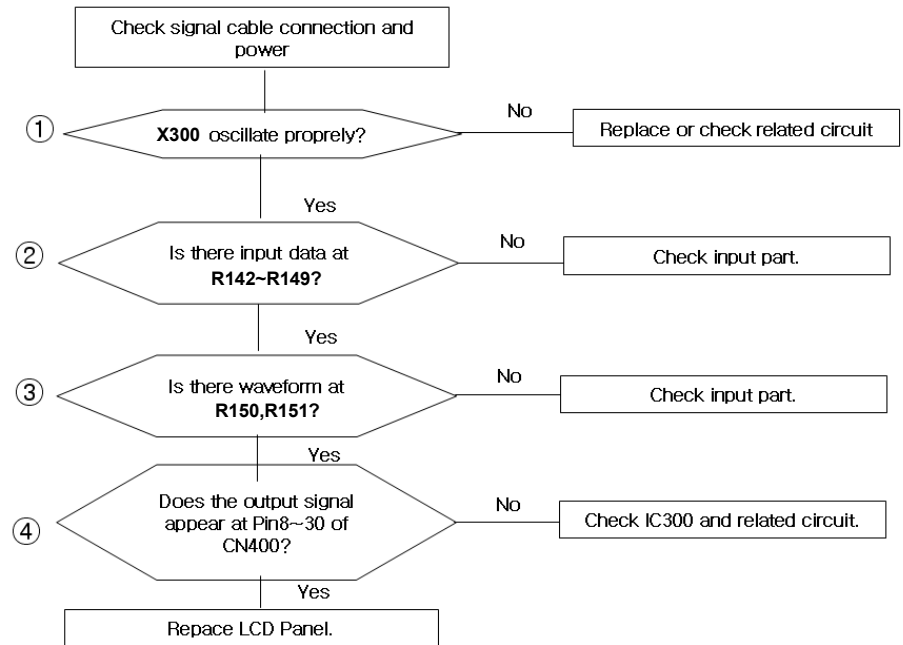 Check signal cable connection and
power
No
①
X300 oscillate proprely?
Replace or check related circuit
Yes
②
Is there input data at
R142~R149?
No
Check input part.
Yes
③
Is there waveform at
R150,R151?
No
Check input part.
Yes
④
Does the output signal
appear at Pin8~30 of
CN400?
No
Check IC300 and related circuit.
Yes
Repace LCD Panel.